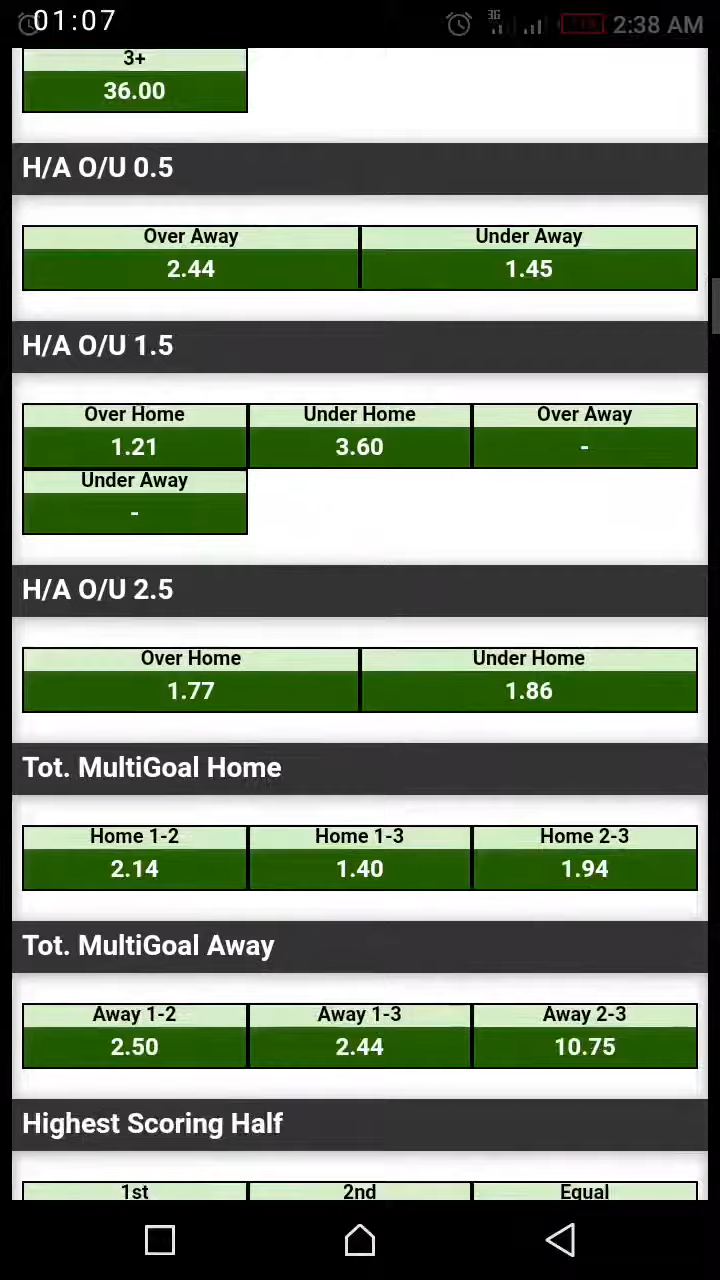 01:07 3G 2:38 AM
3+
36.00
H/A O/U 0.5
Over Away Under Away
2.44 1.45
H/A O/U 1.5
Over Home Under Home Over Away
1.21 3.60 -
Under Away
-
H/A O/U 2.5
Over Home Under Home
1.77 1.86
Tot. MultiGoal Home
Home 1-2 Home 1-3 Home 2-3
2.14 1.40 1.94
Tot. MultiGoal Away
Away 1-2 Away 1-3 Away 2-3
2.50 2.44 10.75
Highest Scoring Half
1st 2nd Equal